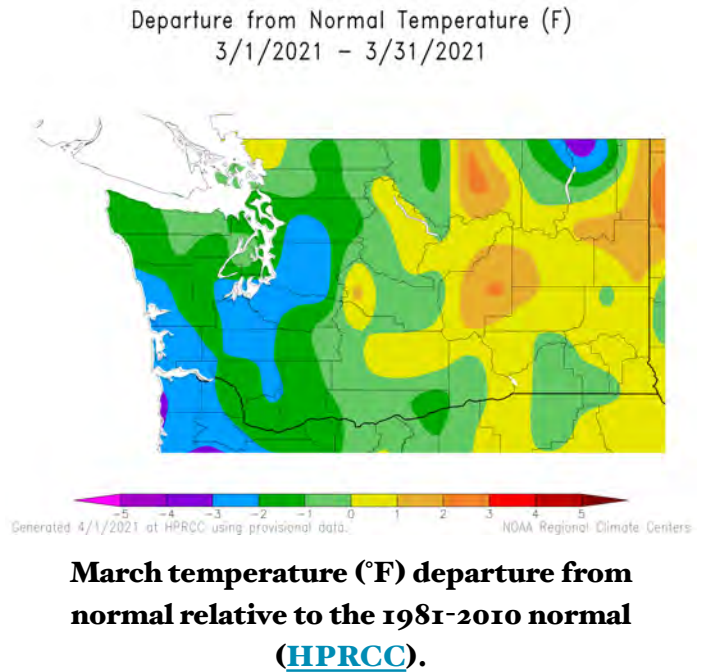 Departure from Normal Temperature (F)
3/1/2021 – 3/31/2021
-5 -4 -3 -2 -1 0 1 2 3 4 5
Generated 4/1/2021 at HPRCC using provisional data. NOAA Regional Climate Centers
March temperature (°F) departure from
normal relative to the 1981-2010 normal
(HPRCC).